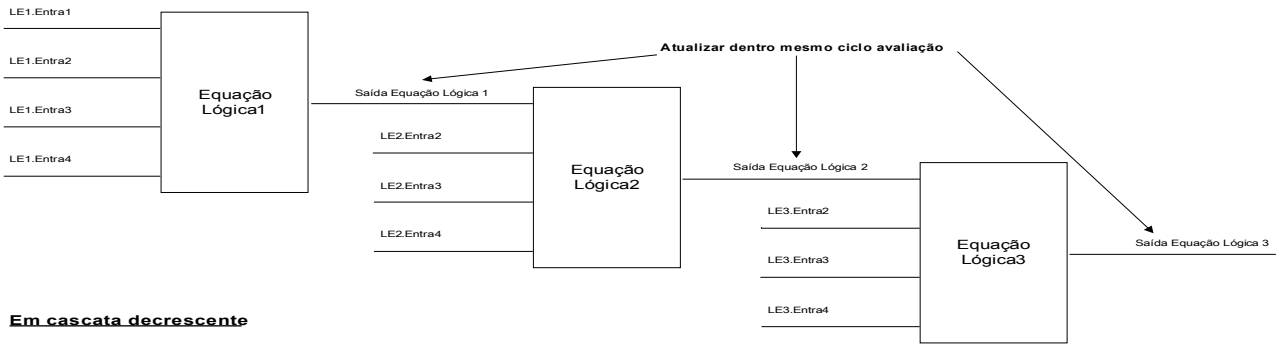 LE1.Entra1
LE1.Entra2
LE1.Entra3
LE1.Entra4
Equação
Lógica1
Atualizar dentro mesmo ciclo avaliação
Saída Equação Lógica 1
LE2.Entra2
LE2.Entra3
LE2.Entra4
Equação
Lógica2
Saída Equação Lógica 2
LE3.Entra2
LE3.Entra3
LE3.Entra4
Equação
Lógica3
Saída Equação Lógica 3
Em cascata decrescente